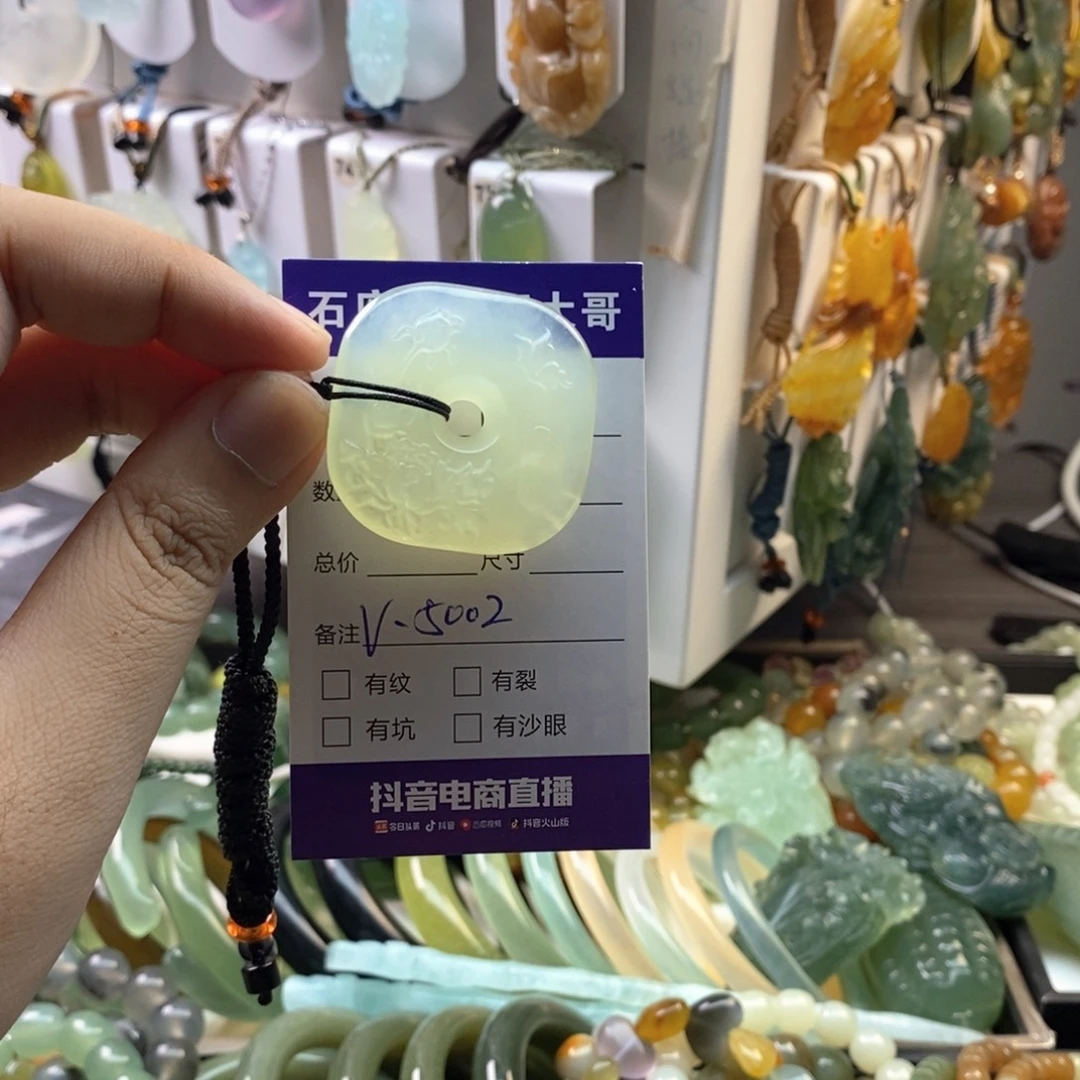 石 大哥
数
总价 尺寸
备注 V-5002
有纹 有裂
有坑 有沙眼
抖音电商直播
今日头条 抖音 西瓜视频 抖音火山版